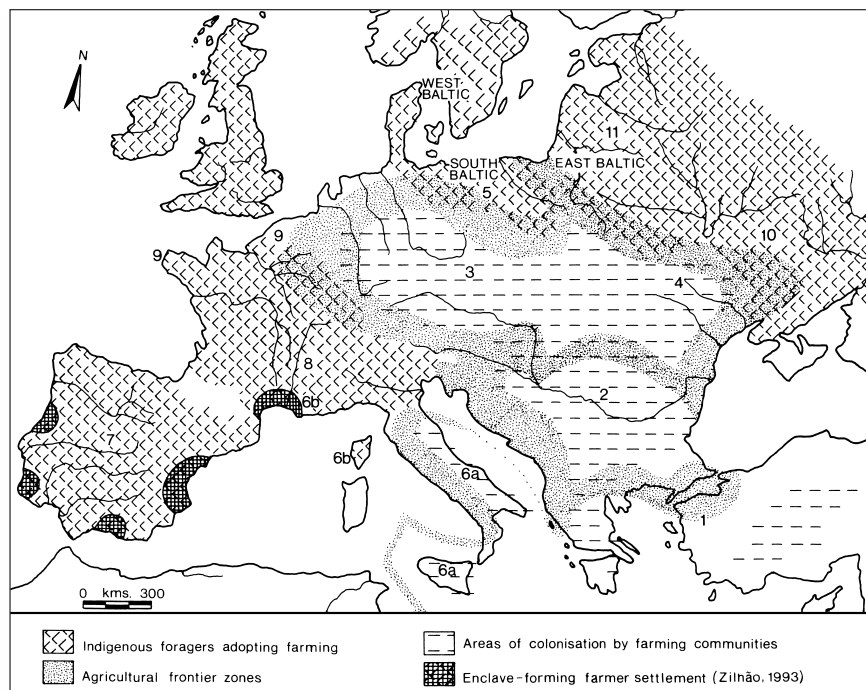 N
WEST
BALTIC
11
SOUTH
BALTIC
EAST BALTIC
5
9
10
9
3
4
8
2
6b
7
6b
6a
1
6a
0 kms. 300
Indigenous foragers adopting farming
Areas of colonisation by farming communities
Agricultural frontier zones
Enclave-forming farmer settlement (Zilhão, 1993)